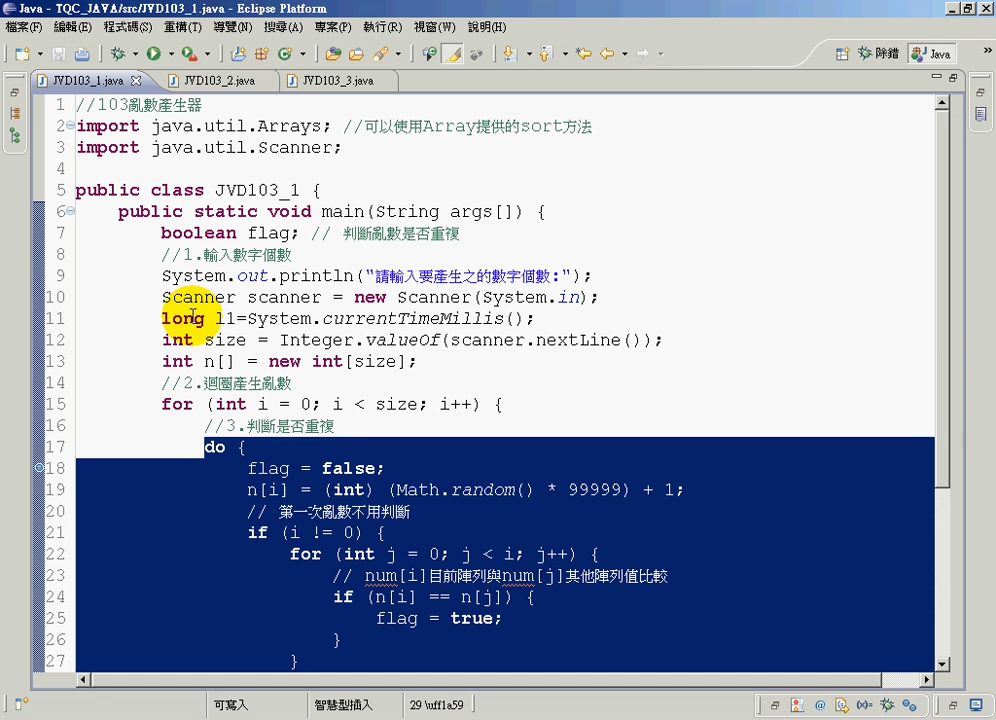 Java - TQC_JAVA/src/JVD103_1.java - Eclipse Platform
檔案(F) 編輯(E) 程式碼(S) 重構(T) 導覽(N) 搜尋(A) 專案(P) 執行(R) 視窗(W) 說明(H)
除錯 Java »
JVD103_1.java JVD103_2.java JVD103_3.java
1 //103亂數產生器
2 import java.util.Arrays; //可以使用Array提供的sort方法
3 import java.util.Scanner;
4
5 public class JVD103_1 {
6 public static void main(String args[]) {
7 boolean flag; // 判斷亂數是否重複
8 //1.輸入數字個數
9 System.out.println("請輸入要產生之的數字個數:");
10 Scanner scanner = new Scanner(System.in);
11 long l1=System.currentTimeMillis();
12 int size = Integer.valueOf(scanner.nextLine());
13 int n[] = new int[size];
14 //2.迴圈產生亂數
15 for (int i = 0; i < size; i++) {
16 //3.判斷是否重複
17 do {
18 flag = false;
19 n[i] = (int) (Math.random() * 99999) + 1;
20 // 第一次亂數不用判斷
21 if (i != 0) {
22 for (int j = 0; j < i; j++) {
23 // num[i]目前陣列與num[j]其他陣列值比較
24 if (n[i] == n[j]) {
25 flag = true;
26 }
27 }
可寫入 智慧型插入 29 \uff1a59